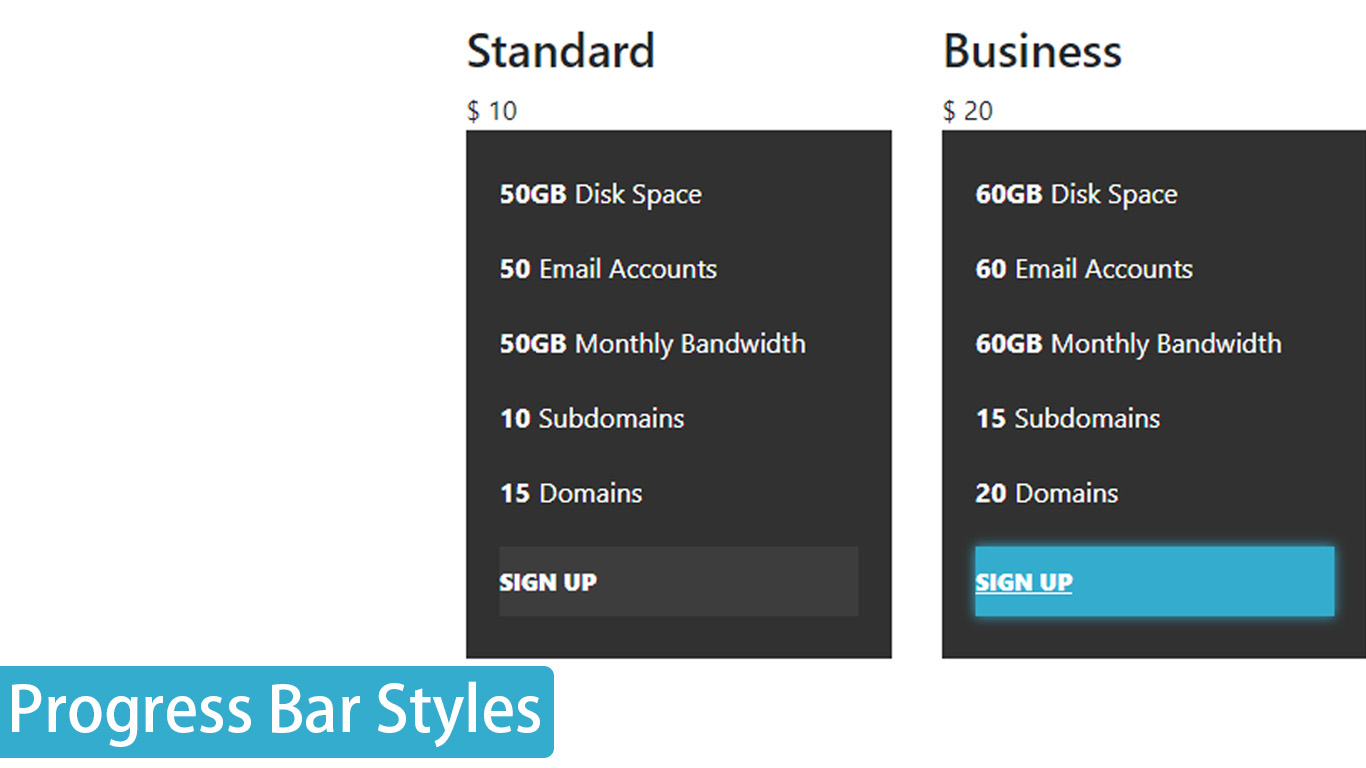 Standard
$ 10
50GB Disk Space
50 Email Accounts
50GB Monthly Bandwidth
10 Subdomains
15 Domains
SIGN UP
Business
$ 20
60GB Disk Space
60 Email Accounts
60GB Monthly Bandwidth
15 Subdomains
20 Domains
SIGN UP
Progress Bar Styles